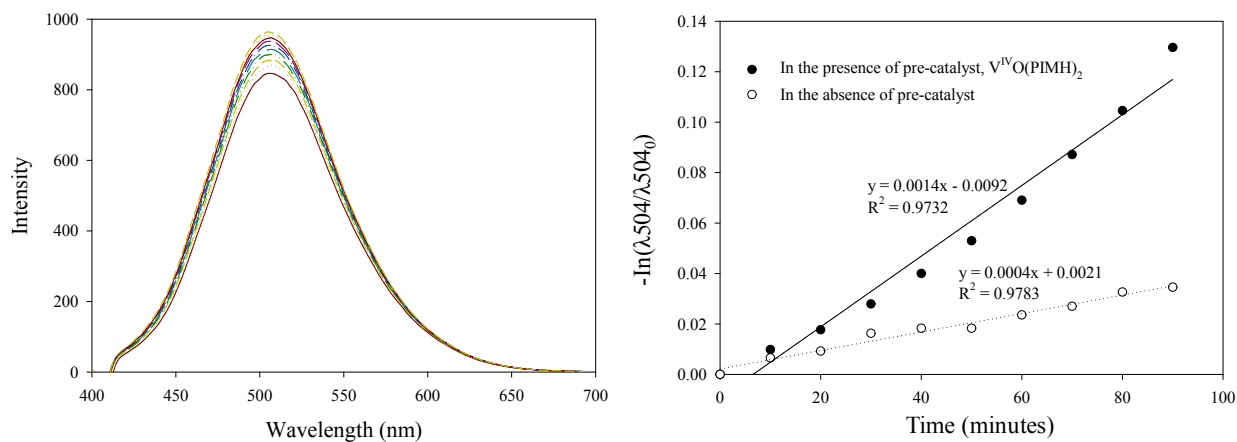 1000
800
600
400
200
0
400 450 500 550 600 650 700
Intensity
Wavelength (nm)
0.14
0.12
0.10
0.08
0.06
0.04
0.02
0.00
0 20 40 60 80 100
-In(λ504/λ504₀)
Time (minutes)
In the presence of pre-catalyst, VᴵⱽO(PIMH)₂
In the absence of pre-catalyst
y = 0.0014x - 0.0092
R² = 0.9732
y = 0.0004x + 0.0021
R² = 0.9783